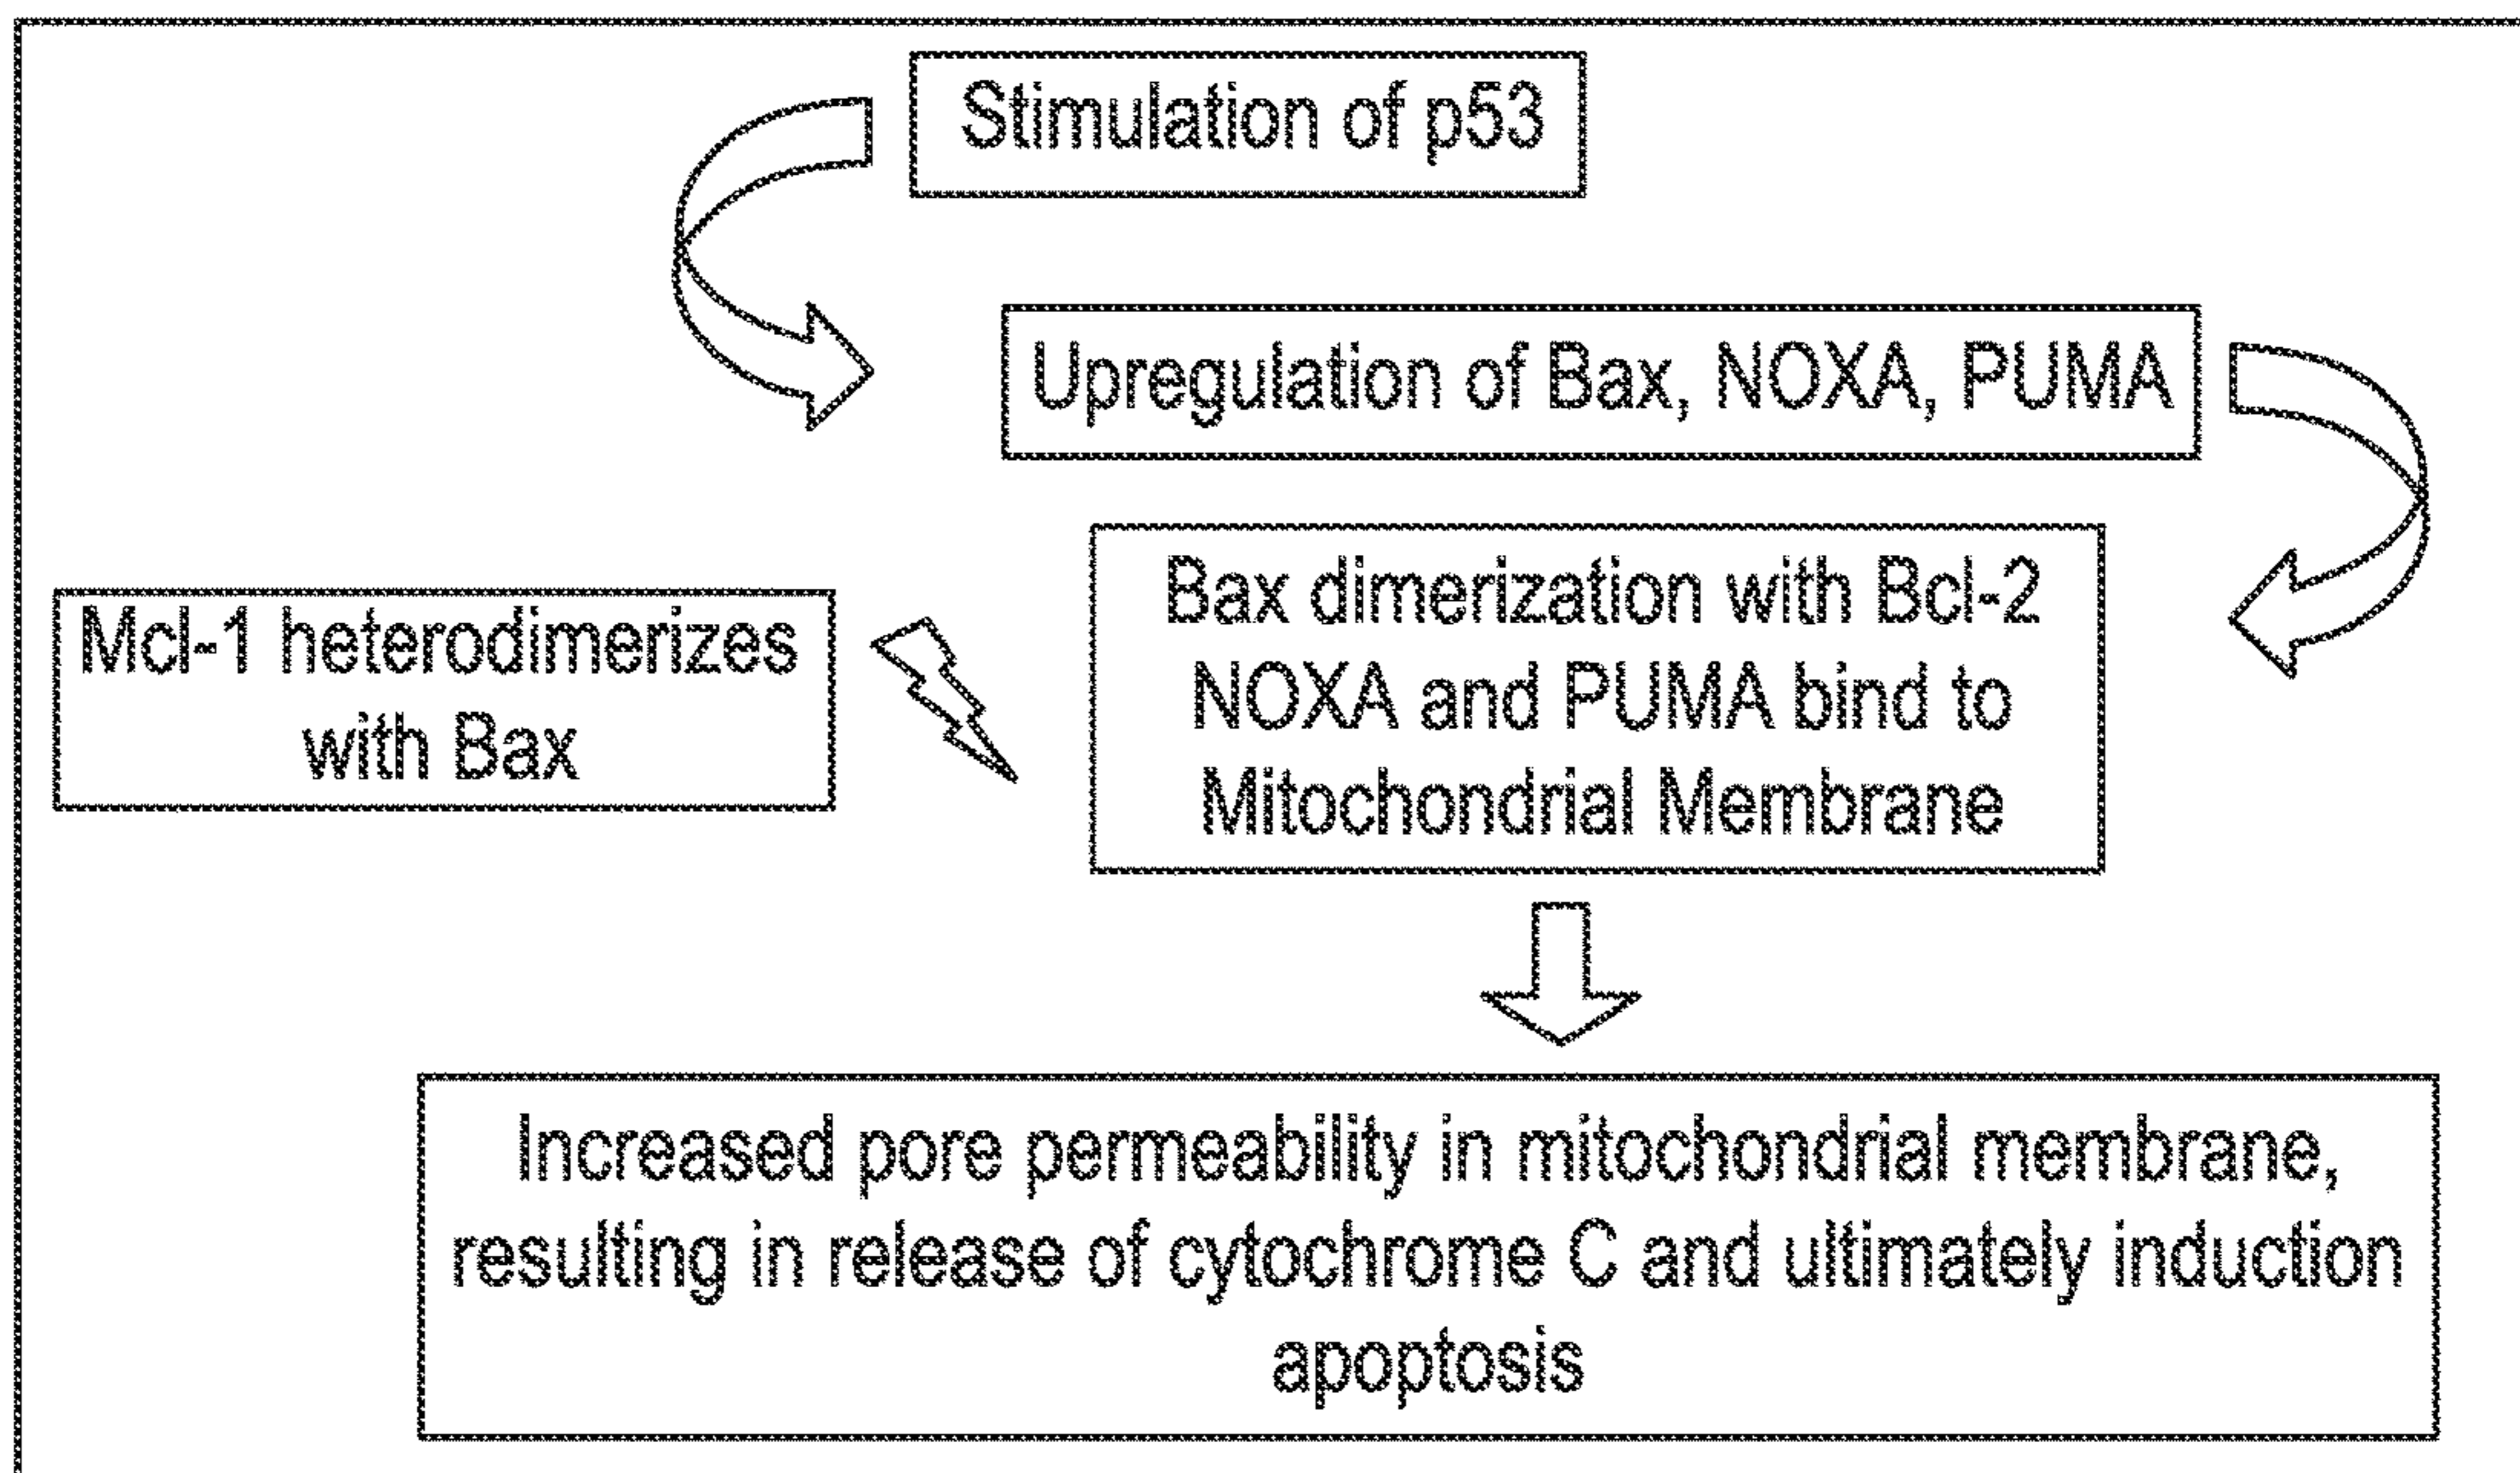 Stimulation of p53
Upregulation of Bax, NOXA, PUMA
Mcl-1 heterodimerizes
with Bax
Bax dimerization with Bcl-2
NOXA and PUMA bind to
Mitochondrial Membrane
Increased pore permeability in mitochondrial membrane,
resulting in release of cytochrome C and ultimately induction
apoptosis